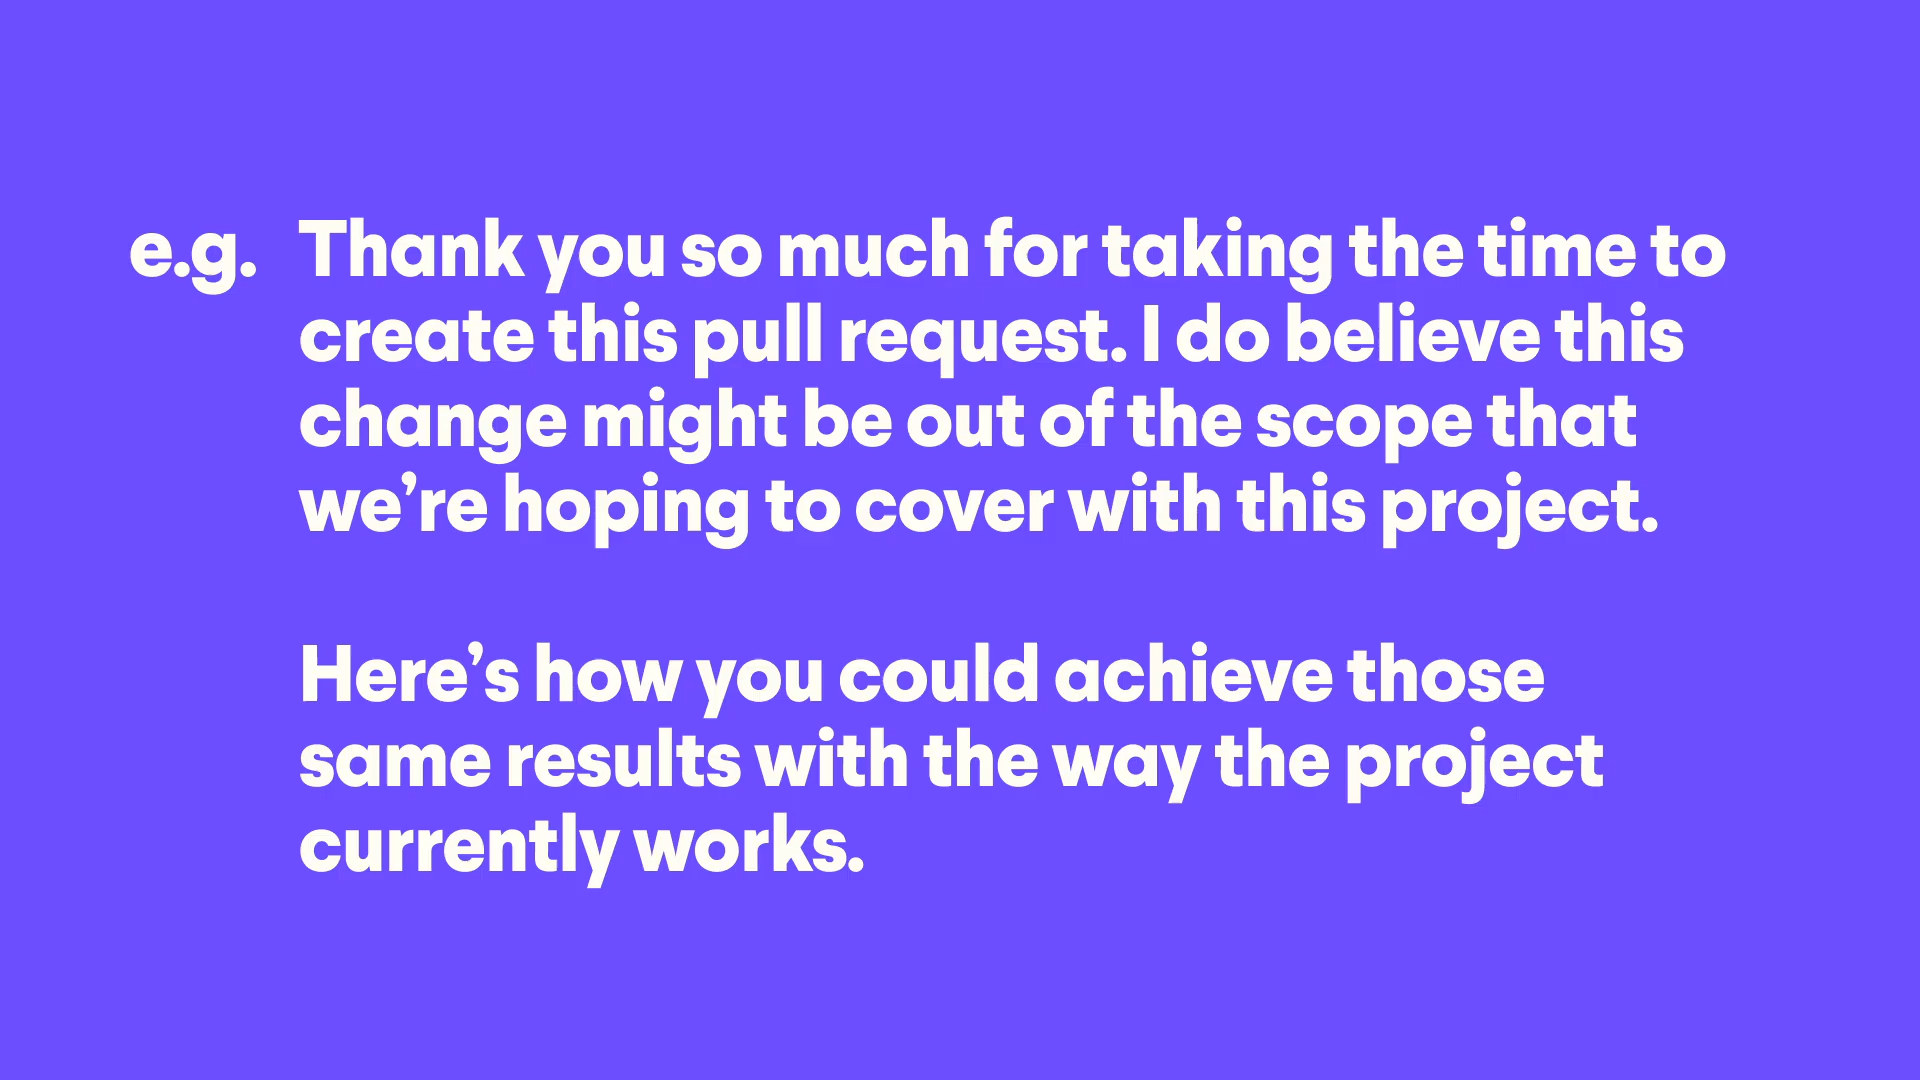 e.g. Thank you so much for taking the time to
create this pull request. I do believe this
change might be out of the scope that
we’re hoping to cover with this project.
Here’s how you could achieve those
same results with the way the project
currently works.